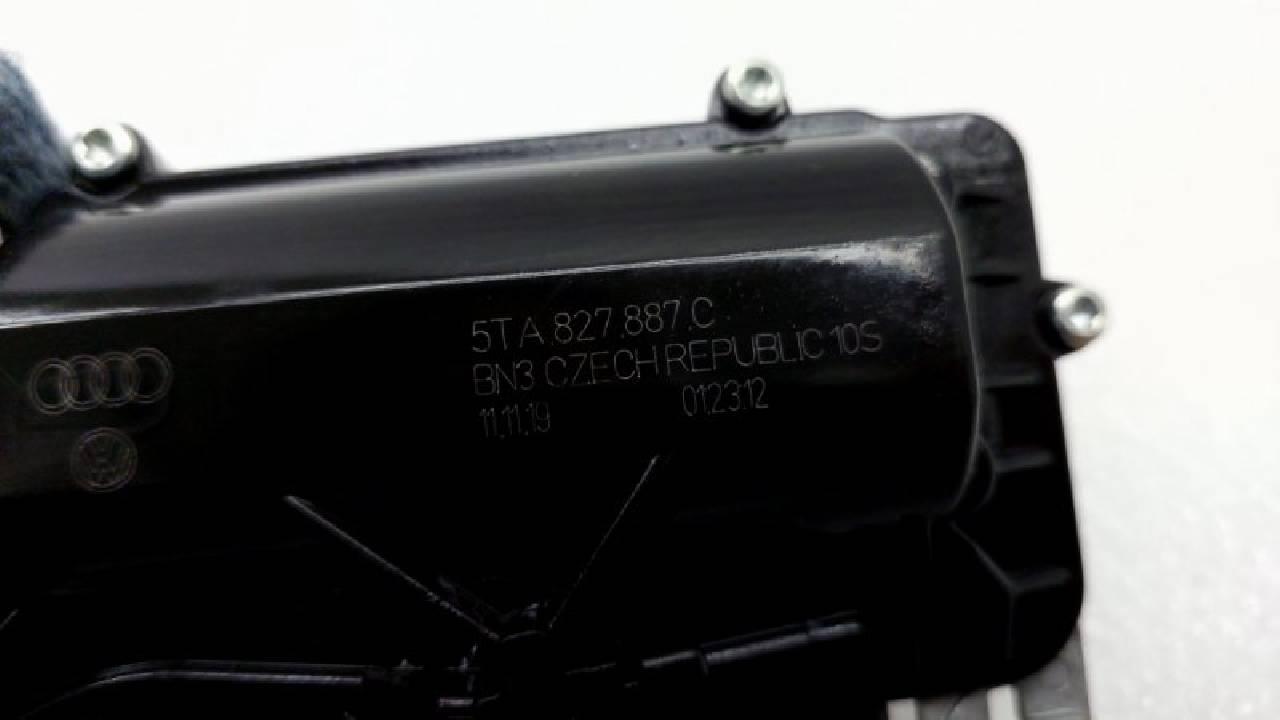 5TA.827.887.C
BN3 CZECH REPUBLIC 10S
11.11.19 01:23:12